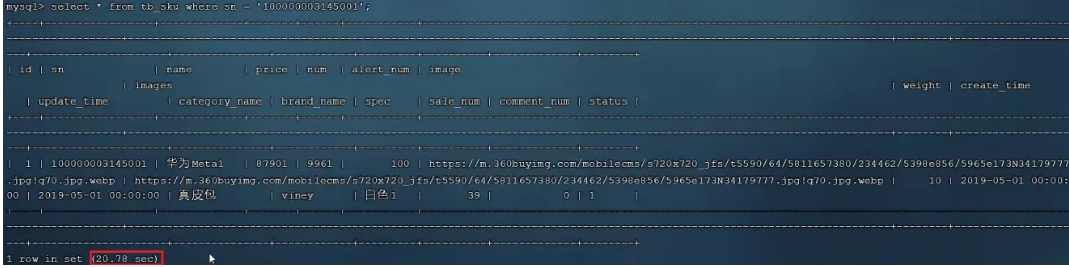 mysql> select * from tb_sku where sn = '100000003145001';
| id | sn | name | price | num | alert_num | image
| images | weight | create_time
| update_time | category_name | brand_name | spec | sale_num | comment_num | status |
| 1 | 100000003145001 | 华为Meta1 | 87901 | 9961 | 100 | https://m.360buyimg.com/mobilecms/s720x720_jfs/t5590/64/5811657380/234462/5398e856/5965e173N34179777
.jpg!q70.jpg.webp | https://m.360buyimg.com/mobilecms/s720x720_jfs/t5590/64/5811657380/234462/5398e856/5965e173N34179777.jpg!q70.jpg.webp | 10 | 2019-05-01 00:00:
00 | 2019-05-01 00:00:00 | 真皮包 | viney | 白色1 | 39 | 0 | 1 |
1 row in set (20.78 sec)